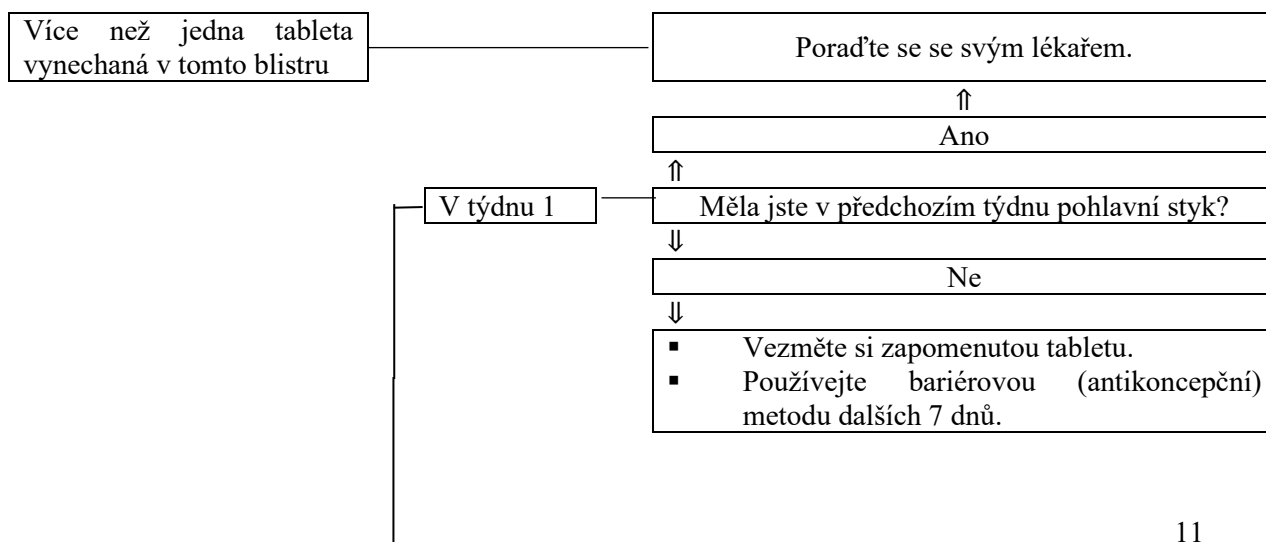 Více než jedna tableta
vynechaná v tomto blistru
Poraďte se se svým lékařem.
⇑
Ano
⇑
V týdnu 1
Měla jste v předchozím týdnu pohlavní styk?
⇓
Ne
⇓
▪ Vezměte si zapomenutou tabletu.
▪ Používejte bariérovou (antikoncepční)
metodu dalších 7 dnů.
11